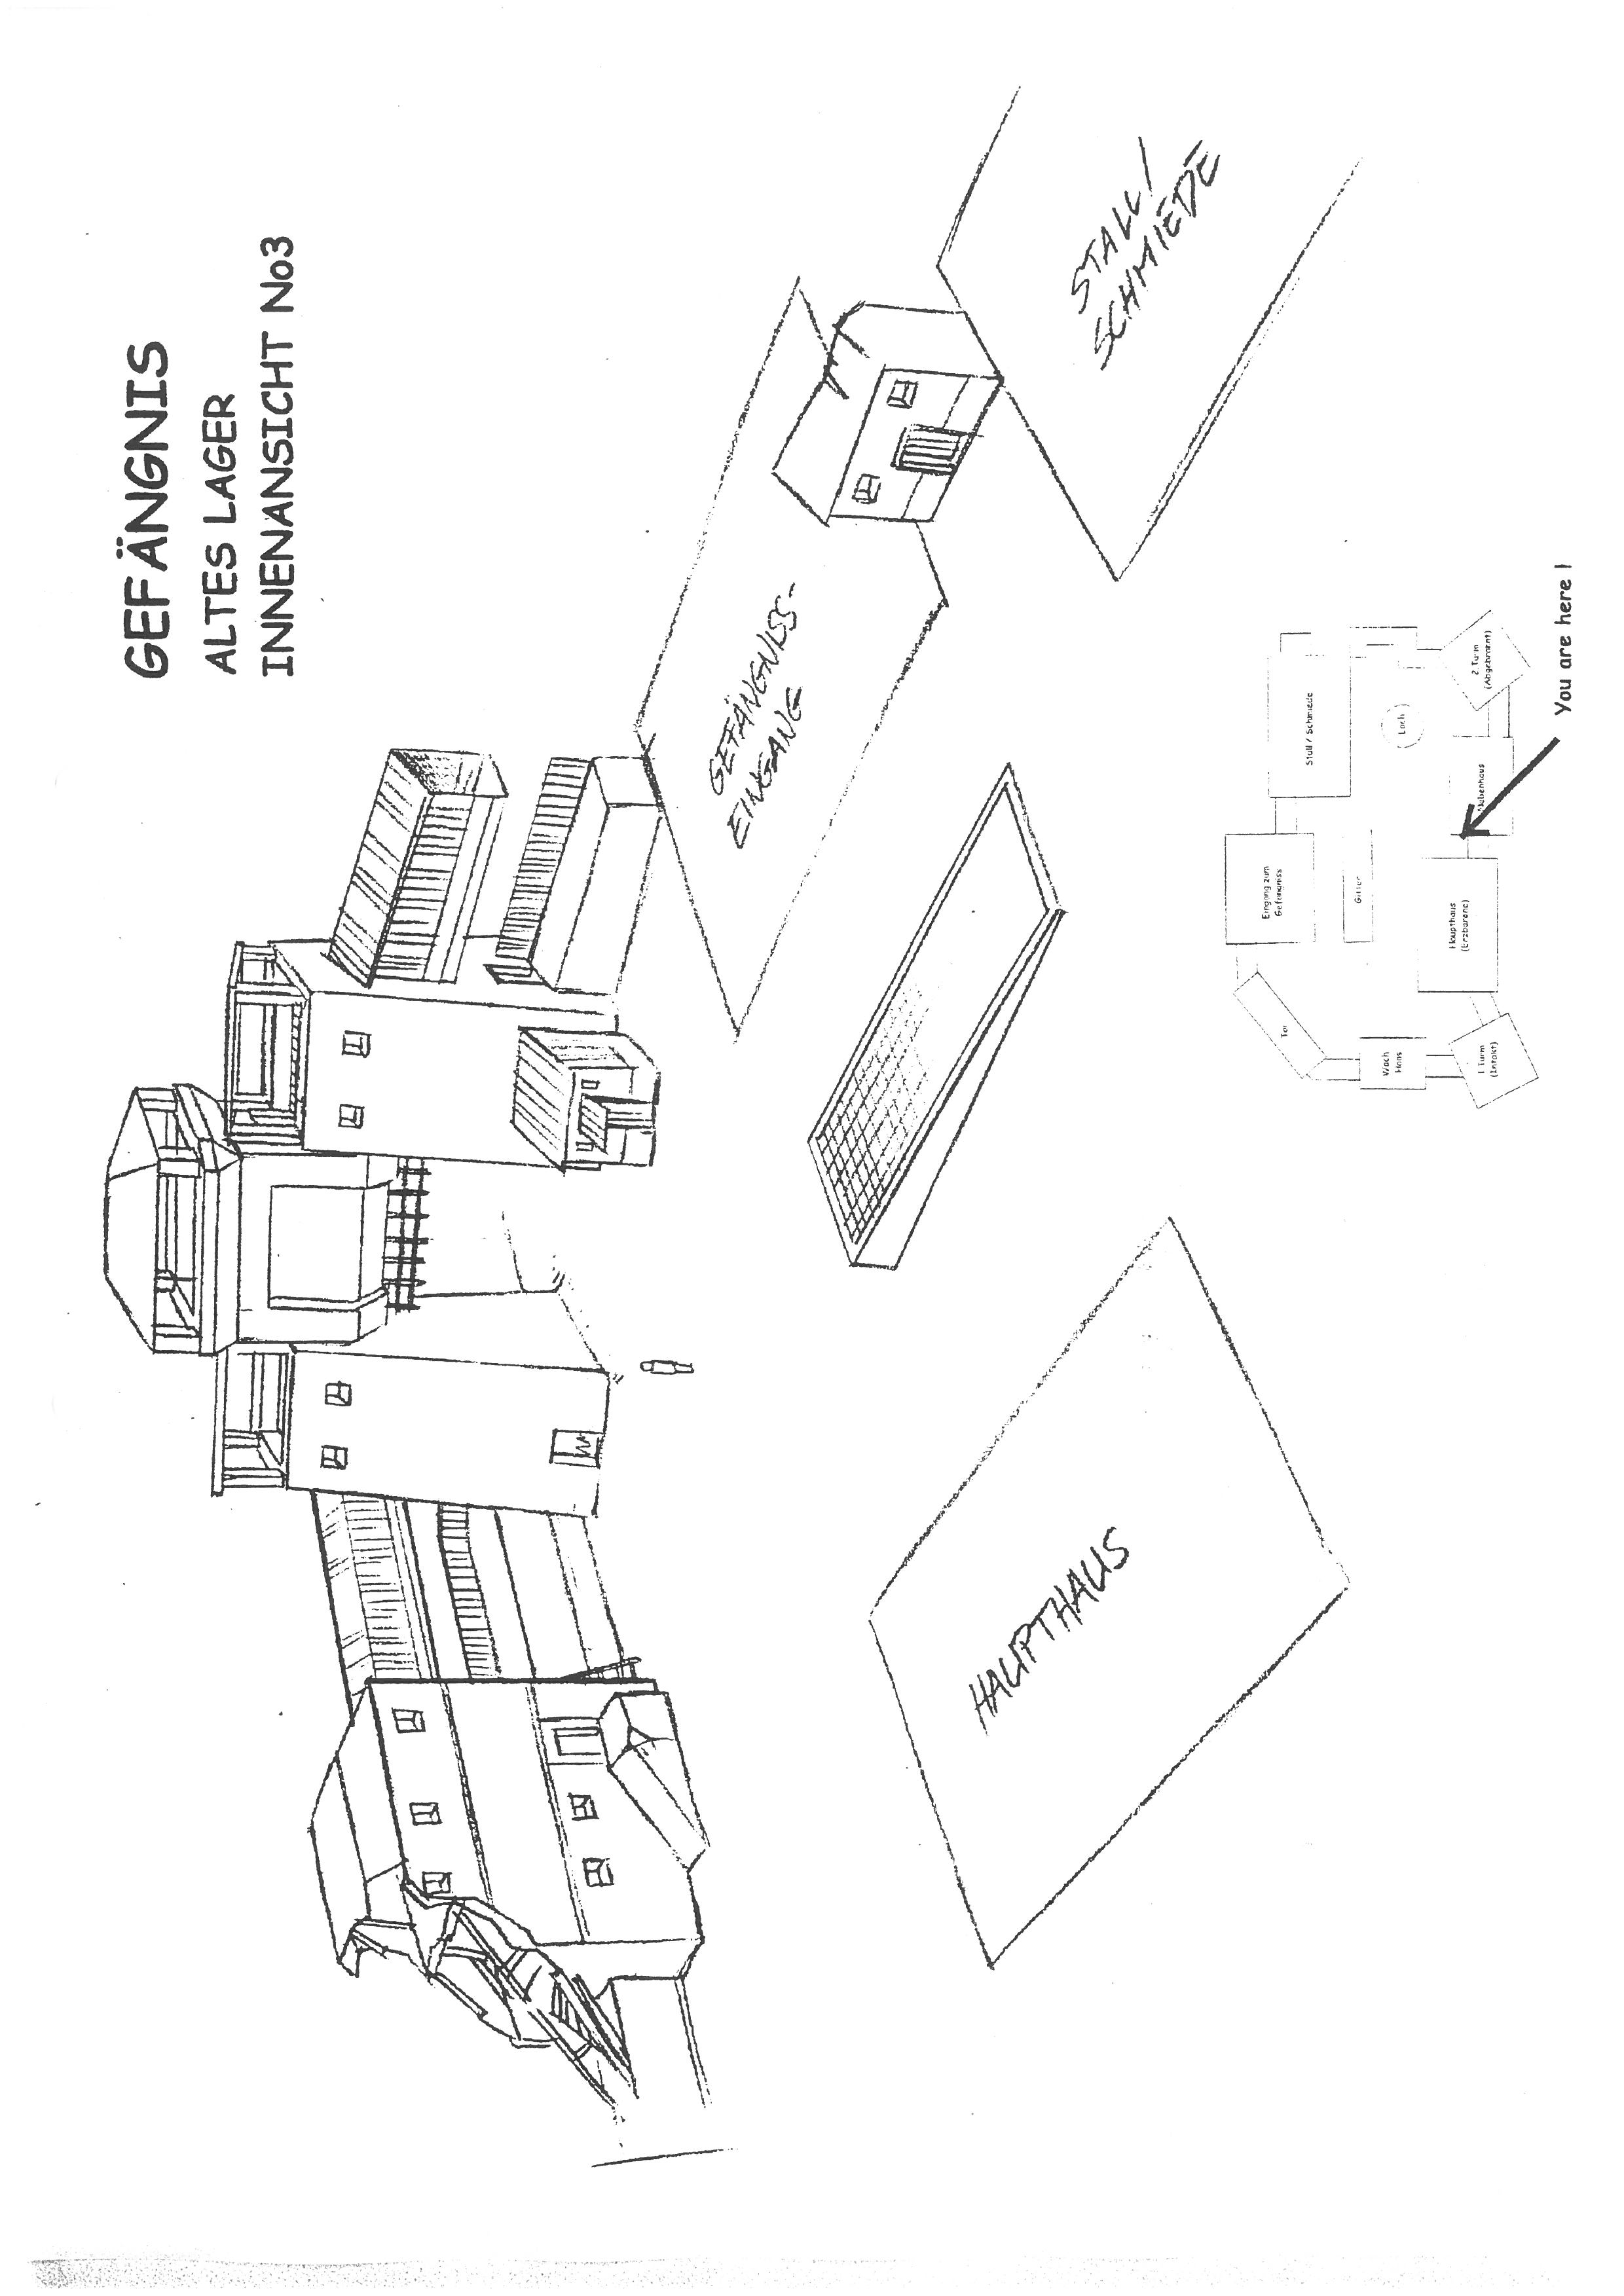 GEFÄNGNIS
ALTES LAGER
INNENANSICHT No3
GEFÄNGNISS-
EINGANG
STALL/
SCHMIEDE
HAUPTHAUS
Eingang zum
Gefängniss
Stall / Schmiede
Tor
Gitter
Loch
Wach
Haus
Haupthaus
(Erzbarone)
Nebenhaus
1 Turm
(Intakt)
2 Turm
(Abgebrannt)
You are here !